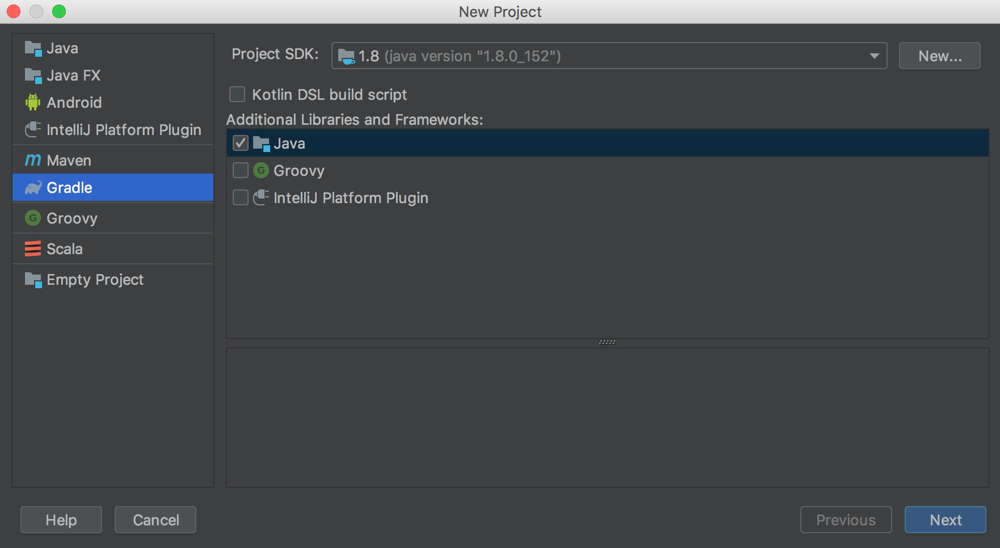 New Project
Java
Java FX
Android
IntelliJ Platform Plugin
m Maven
Gradle
G Groovy
Scala
Empty Project
Project SDK: 1.8 (java version "1.8.0_152") New...
Kotlin DSL build script
Additional Libraries and Frameworks:
Java
G Groovy
IntelliJ Platform Plugin
Help Cancel Previous Next